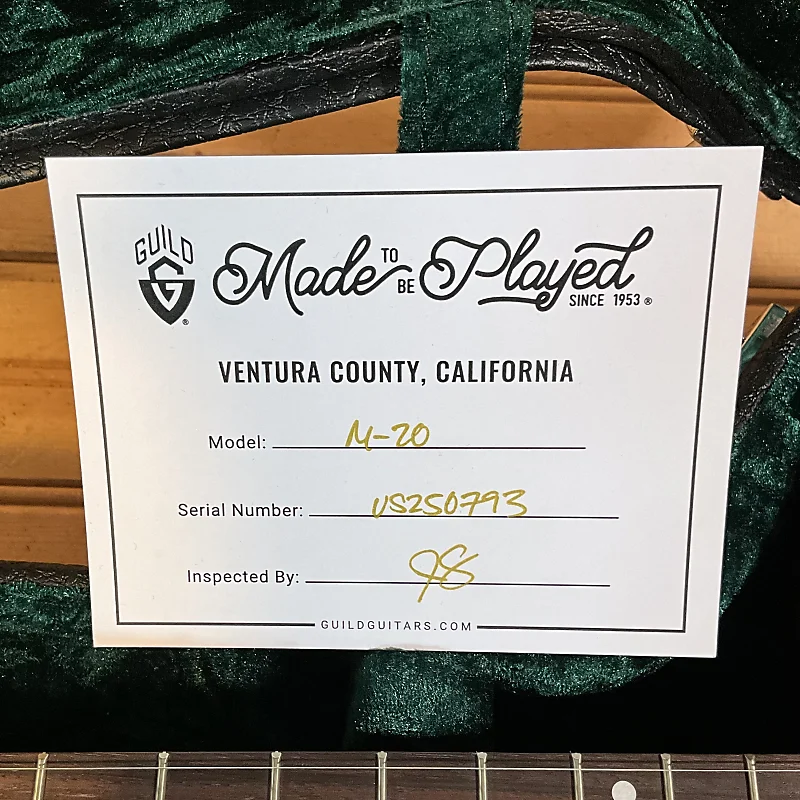 GUILD
G ®
Made TO BE Played
SINCE 1953 ®
VENTURA COUNTY, CALIFORNIA
Model: M-20
Serial Number: US250793
Inspected By: JS
GUILDGUITARS.COM